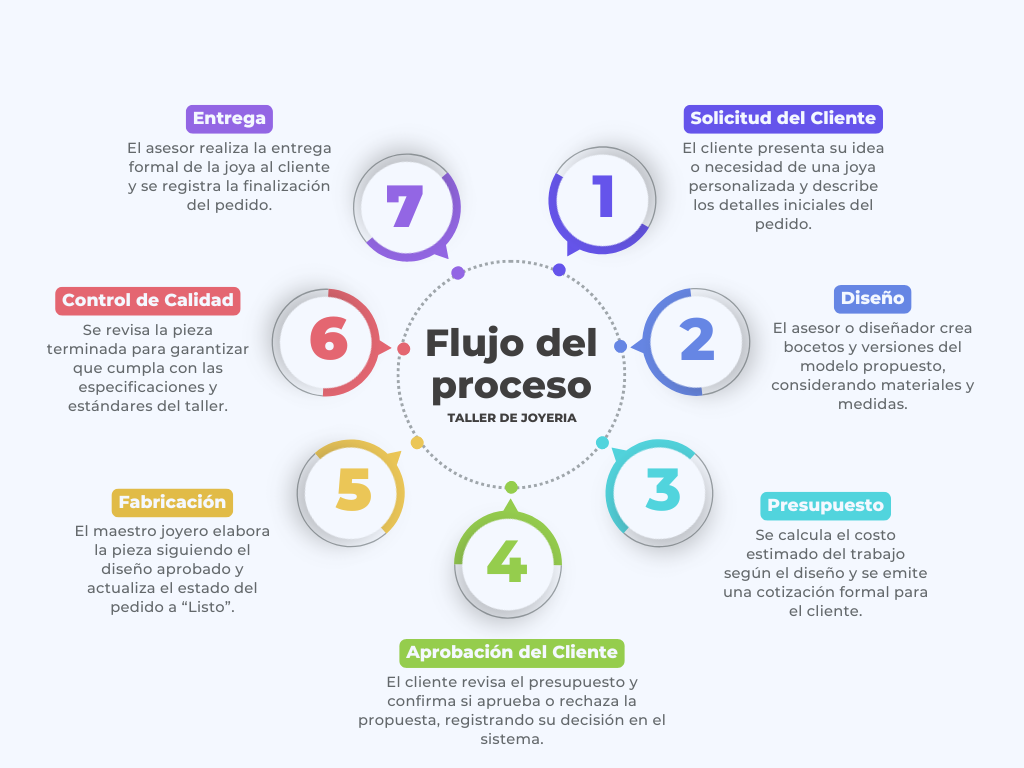 Flujo del
proceso
TALLER DE JOYERIA
1
Solicitud del Cliente
El cliente presenta su idea
o necesidad de una joya
personalizada y describe
los detalles iniciales del
pedido.
2
Diseño
El asesor o diseñador crea
bocetos y versiones del
modelo propuesto,
considerando materiales y
medidas.
3
Presupuesto
Se calcula el costo
estimado del trabajo
según el diseño y se emite
una cotización formal para
el cliente.
4
Aprobación del Cliente
El cliente revisa el presupuesto y
confirma si aprueba o rechaza la
propuesta, registrando su decisión en el
sistema.
5
Fabricación
El maestro joyero elabora
la pieza siguiendo el
diseño aprobado y
actualiza el estado del
pedido a “Listo”.
6
Control de Calidad
Se revisa la pieza
terminada para garantizar
que cumpla con las
especificaciones y
estándares del taller.
7
Entrega
El asesor realiza la entrega
formal de la joya al cliente
y se registra la finalización
del pedido.